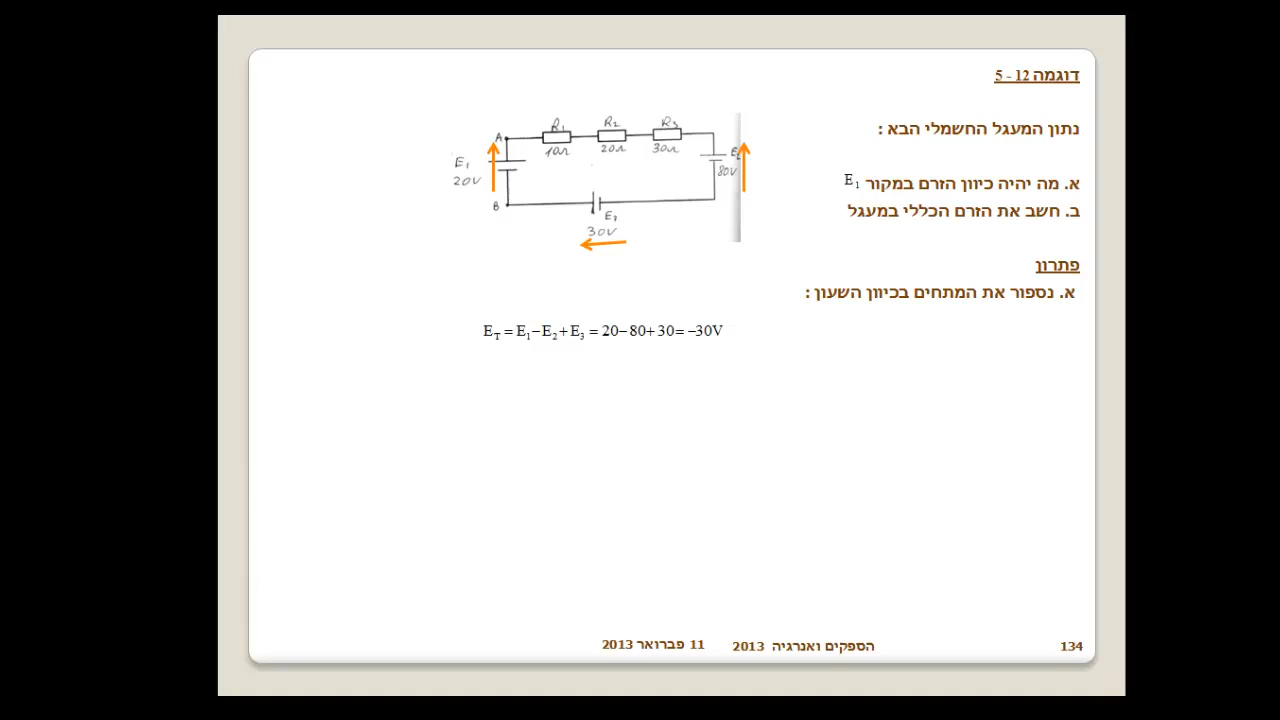 דוגמה 12 - 5
נתון המעגל החשמלי הבא :
א. מה יהיה כיוון הזרם במקור E1
ב. חשב את הזרם הכללי במעגל
A
R1
R2
R3
10Ω
20Ω
30Ω
E1
20V
80V
B
E3
30V
פתרון
א. נספור את המתחים בכיוון השעון :
ET = E1 − E2 + E3 = 20 − 80 + 30 = −30V
134
הספקים ואנרגיה 2013
11 פברואר 2013